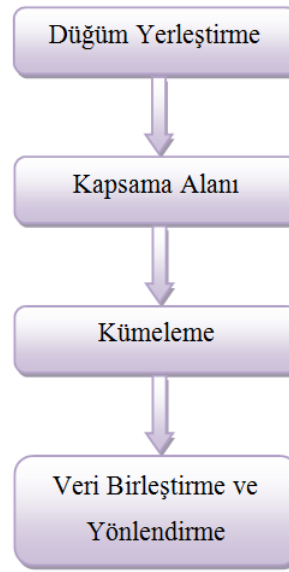 Düğüm Yerleştirme
Kapsama Alanı
Kümeleme
Veri Birleştirme ve
Yönlendirme